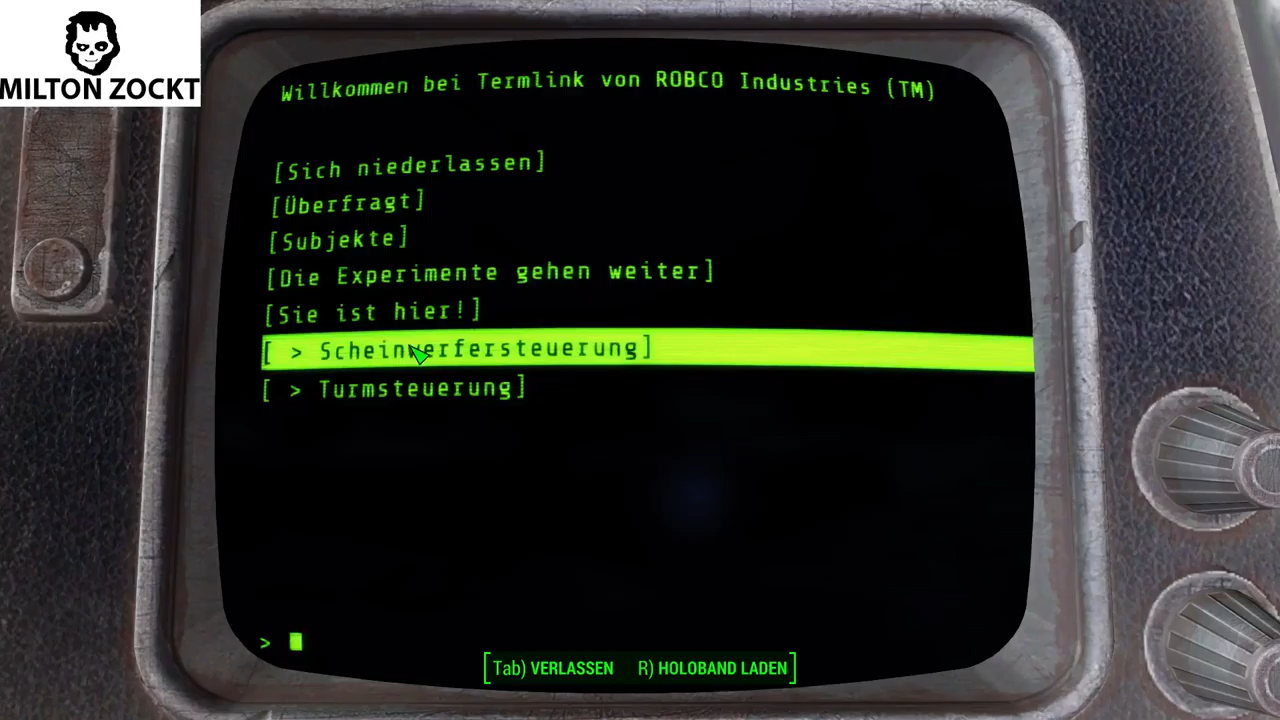 MILTON ZOCKT
Willkommen bei Termlink von ROBCO Industries (TM)
[Sich niederlassen]
[Überfragt]
[Subjekte]
[Die Experimente gehen weiter]
[Sie ist hier!]
[ > Scheinwerfersteuerung]
[ > Turmsteuerung]
>
[Tab) VERLASSEN R) HOLOBAND LADEN]